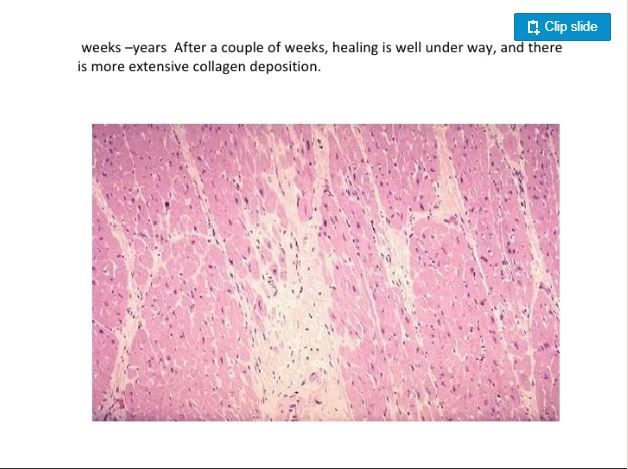 Clip slide
weeks –years  After a couple of weeks, healing is well under way, and there
is more extensive collagen deposition.